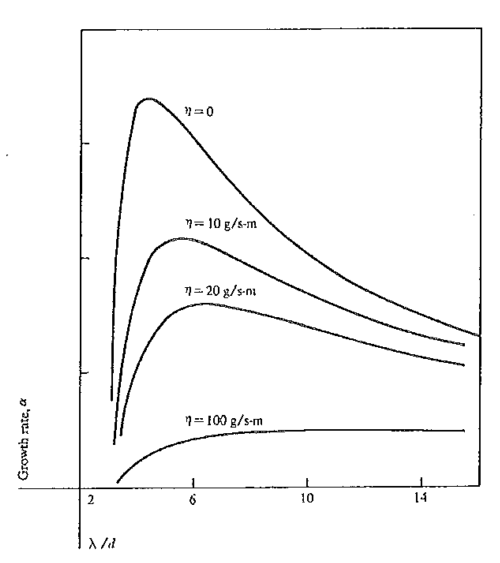 η = 0
η = 10 g/s-m
η = 20 g/s-m
η = 100 g/s-m
Growth rate, α
2 6 10 14
λ/d